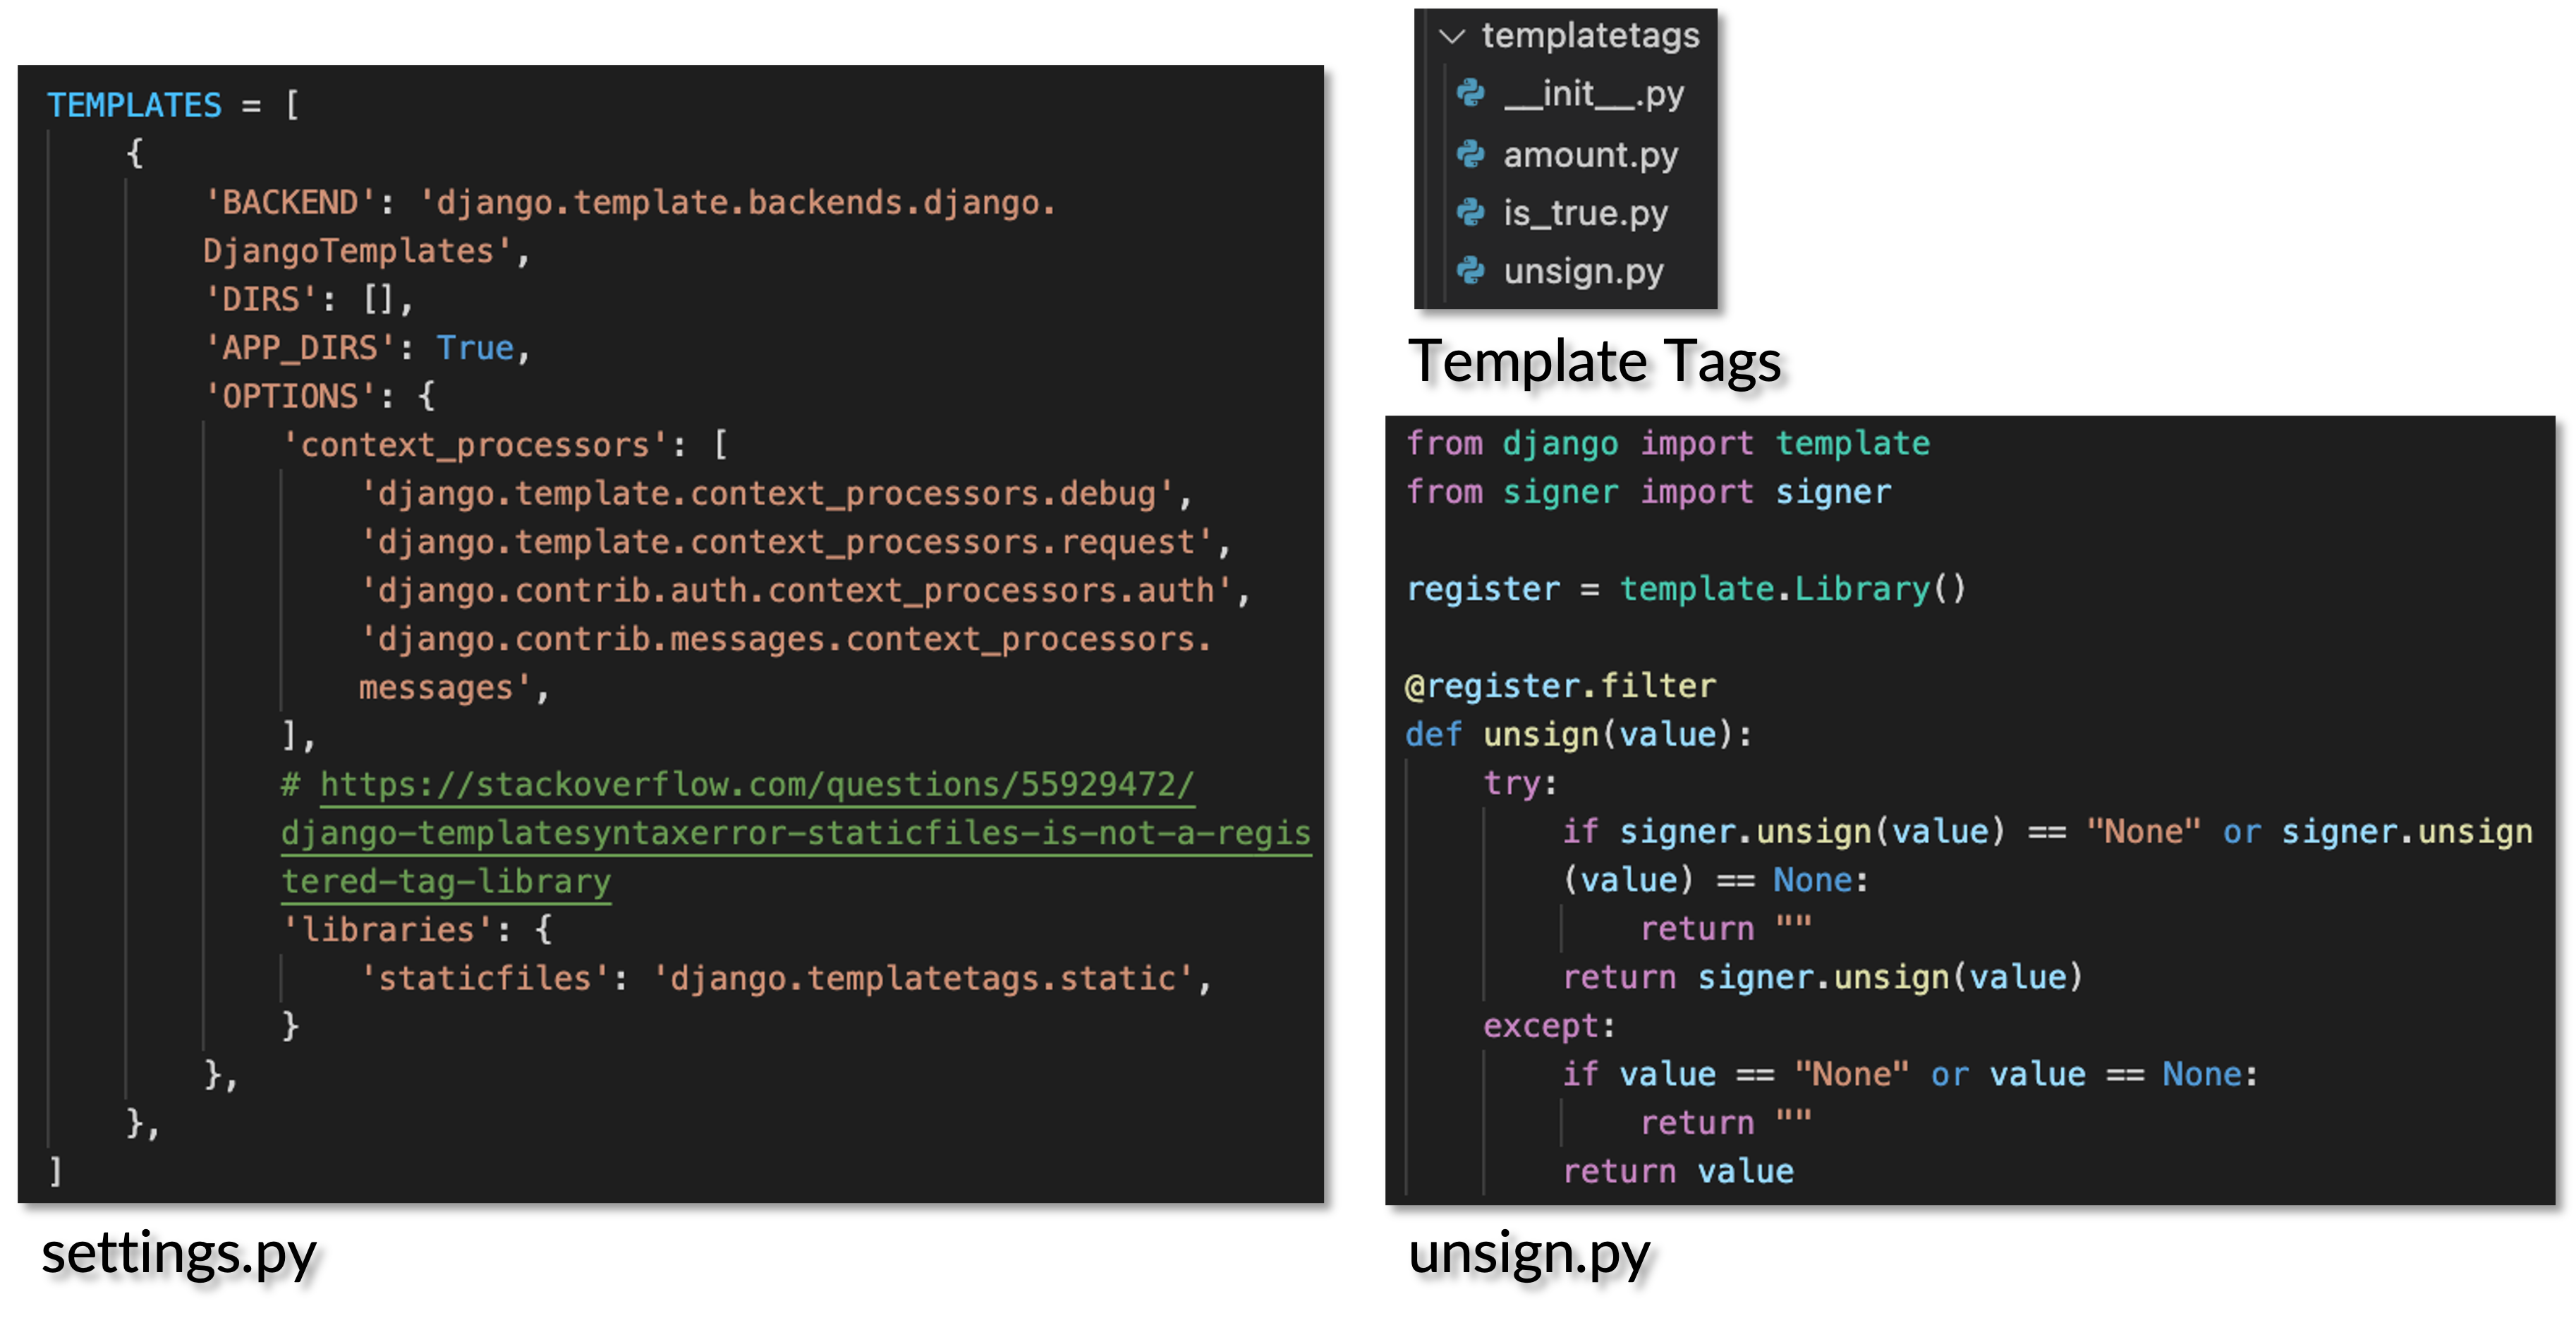 TEMPLATES = [
{
'BACKEND': 'django.template.backends.django.
DjangoTemplates',
'DIRS': [],
'APP_DIRS': True,
'OPTIONS': {
'context_processors': [
'django.template.context_processors.debug',
'django.template.context_processors.request',
'django.contrib.auth.context_processors.auth',
'django.contrib.messages.context_processors.
messages',
],
# https://stackoverflow.com/questions/55929472/
django-templatesyntaxerror-staticfiles-is-not-a-regis
tered-tag-library
'libraries': {
'staticfiles': 'django.templatetags.static',
}
},
},
]
settings.py
templatetags
__init__.py
amount.py
is_true.py
unsign.py
Template Tags
from django import template
from signer import signer
register = template.Library()
@register.filter
def unsign(value):
try:
if signer.unsign(value) == "None" or signer.unsign
(value) == None:
return ""
return signer.unsign(value)
except:
if value == "None" or value == None:
return ""
return value
unsign.py